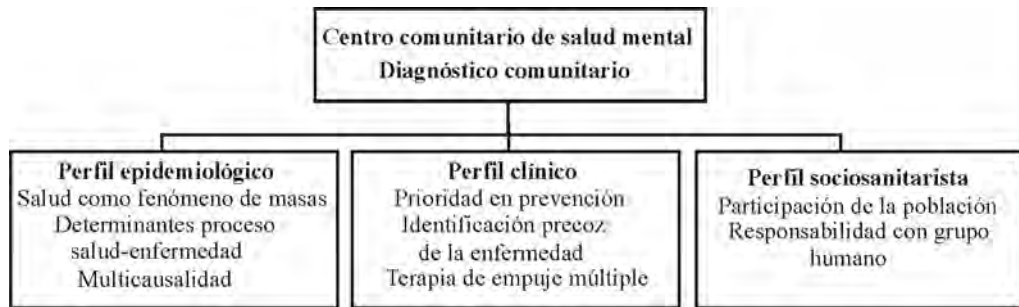 Centro comunitario de salud mental
Diagnóstico comunitario
Perfil epidemiológico
Salud como fenómeno de masas
Determinantes proceso
salud-enfermedad
Multicausalidad
Perfil clínico
Prioridad en prevención
Identificación precoz
de la enfermedad
Terapia de empuje múltiple
Perfil sociosanitarista
Participación de la población
Responsabilidad con grupo
humano